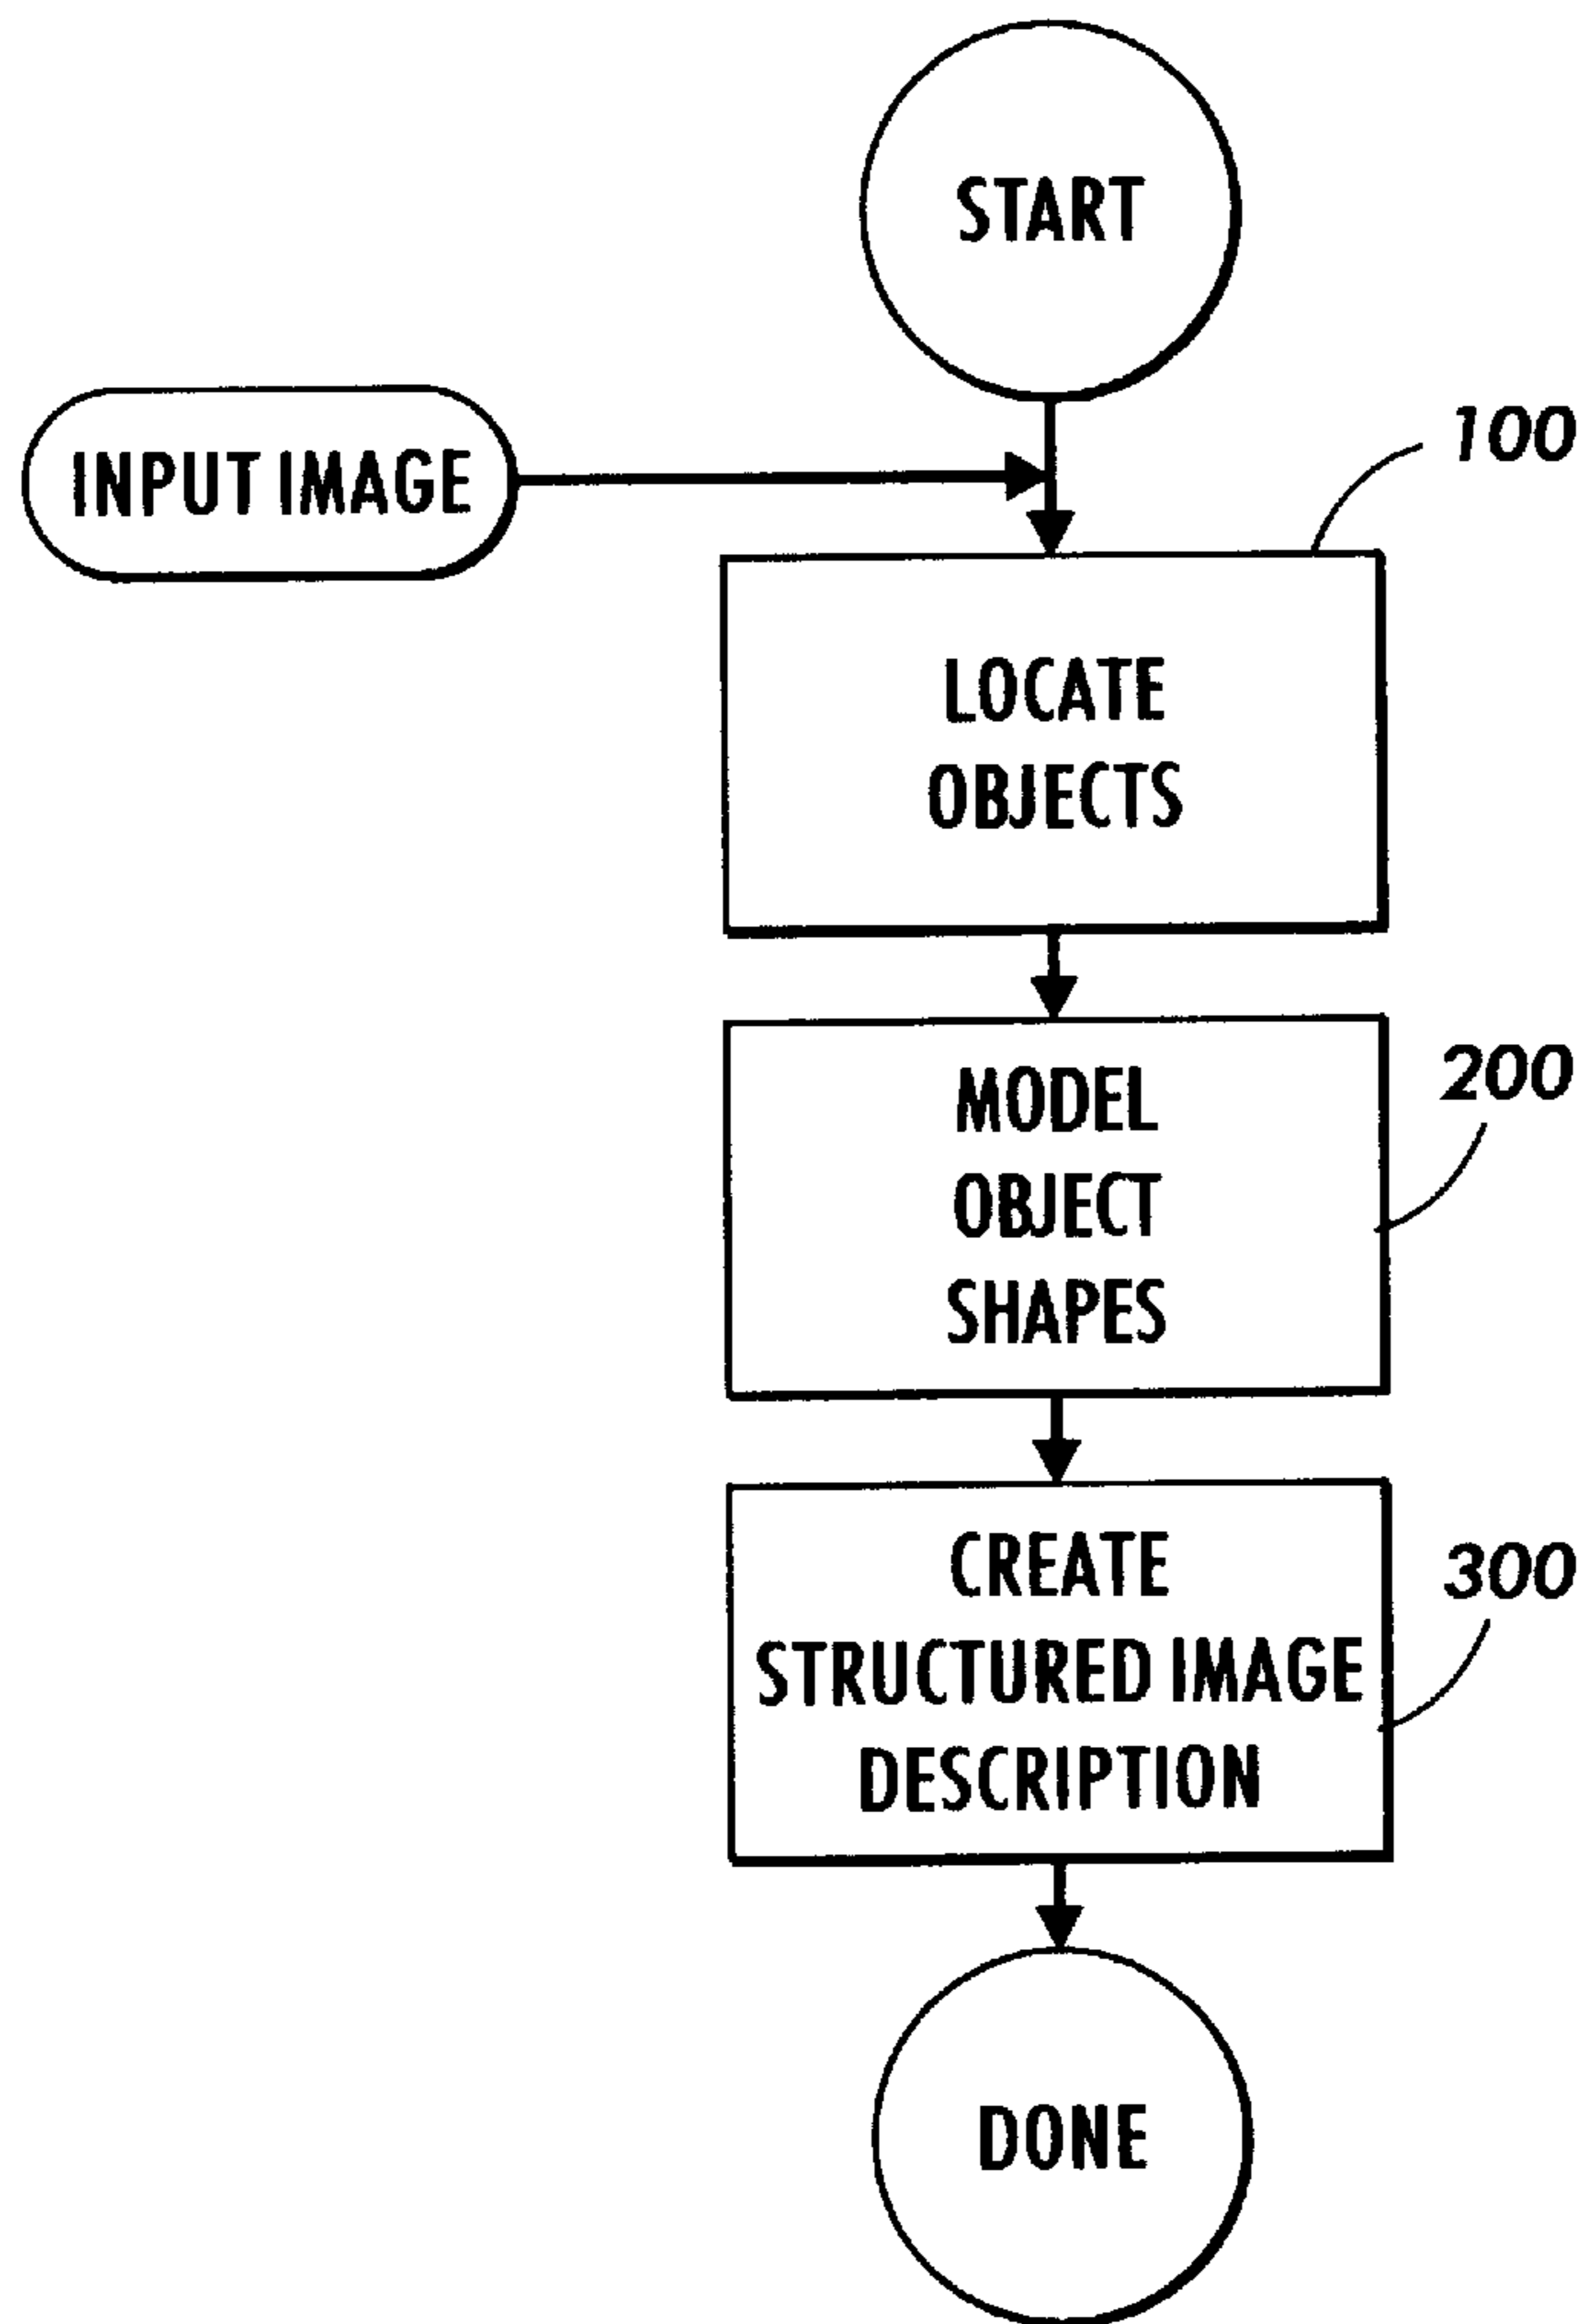 START
INPUT IMAGE
100
LOCATE
OBJECTS
200
MODEL
OBJECT
SHAPES
300
CREATE
STRUCTURED IMAGE
DESCRIPTION
DONE